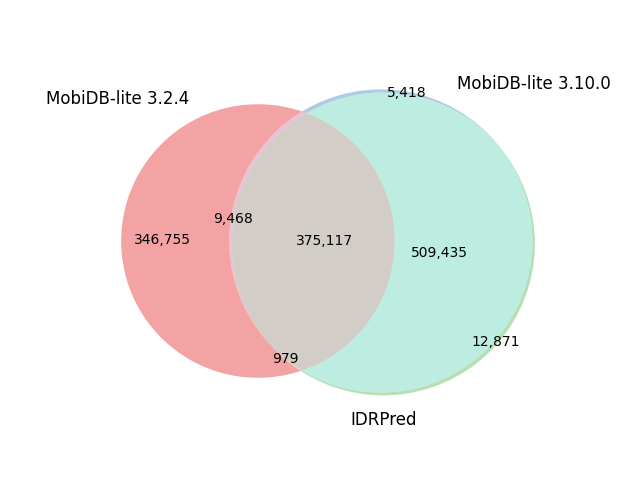 MobiDB-lite 3.10.0
5,418
MobiDB-lite 3.2.4
9,468
346,755
375,117
509,435
12,871
979
IDRPred